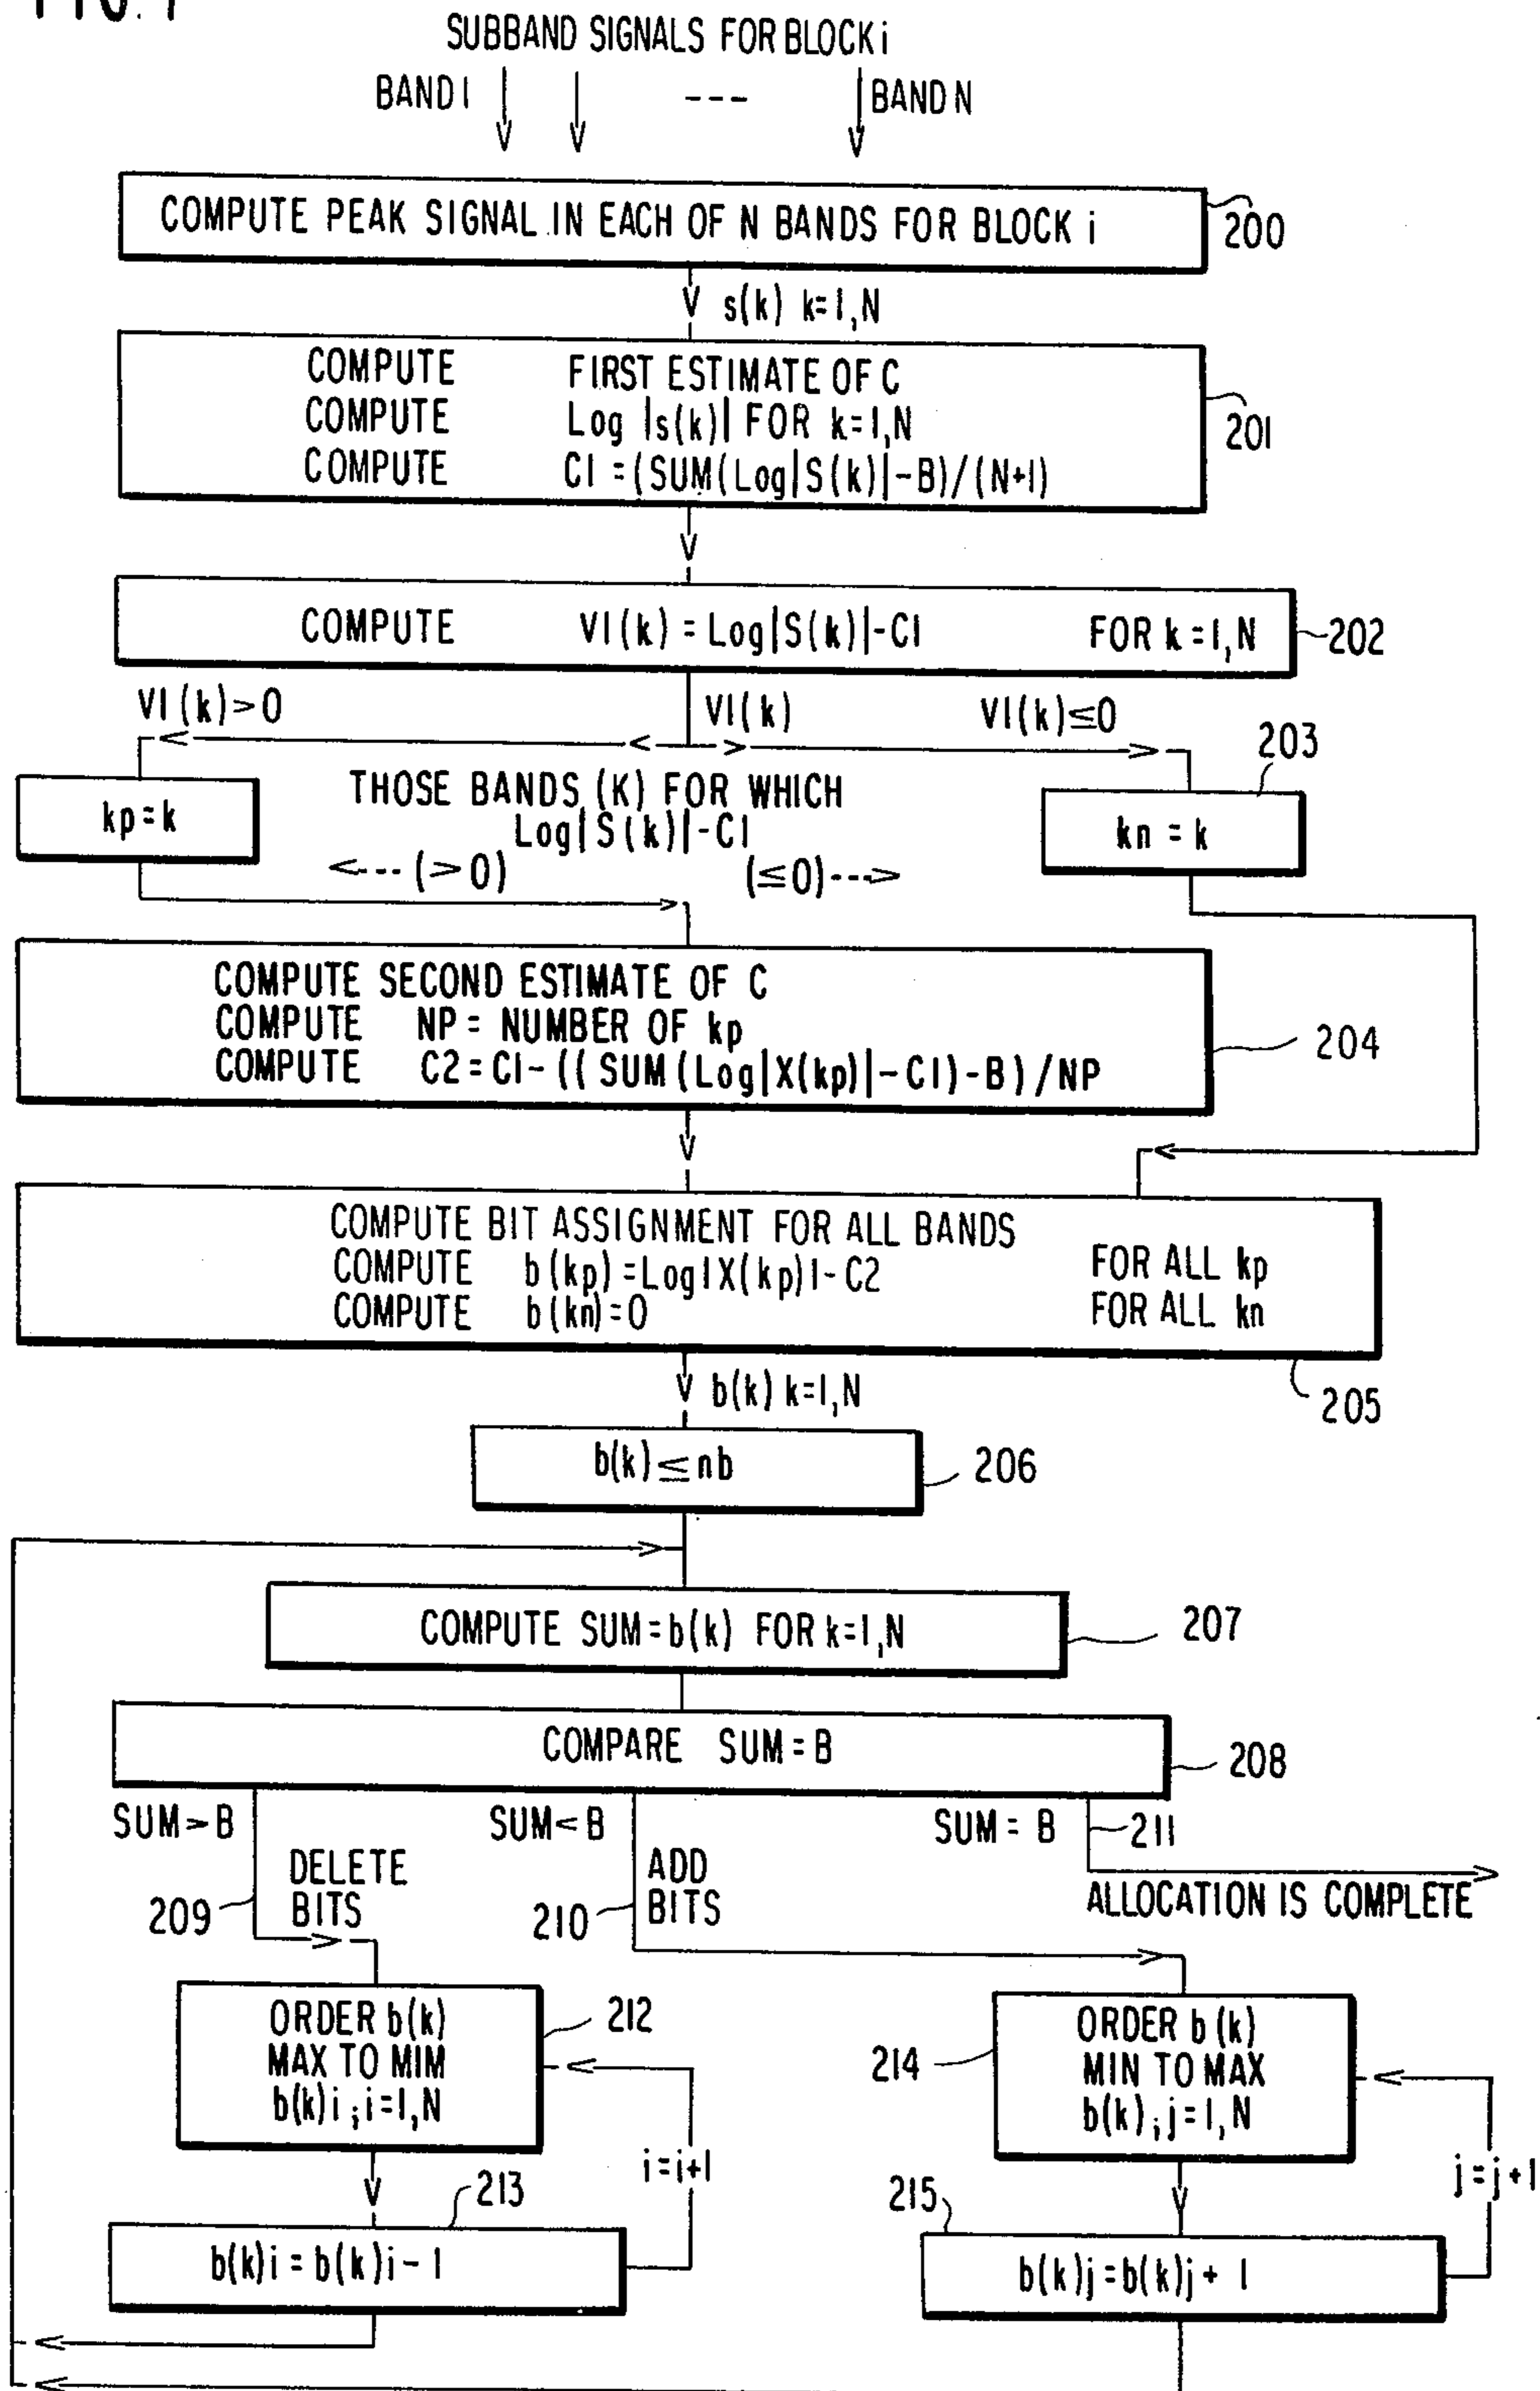 FIG. 7
SUBBAND SIGNALS FOR BLOCK i
BAND 1 --- BAND N
COMPUTE PEAK SIGNAL IN EACH OF N BANDS FOR BLOCK i
200
s(k) k=1,N
COMPUTE FIRST ESTIMATE OF C
COMPUTE Log |s(k)| FOR k=1,N
COMPUTE C1 =(SUM(Log|S(k)|-B)/(N+1)
201
COMPUTE V1(k) = Log|S(k)|-C1 FOR k=1,N
202
V1(k)>0
V1(k)
V1(k)≤0
203
kp=k
THOSE BANDS (K) FOR WHICH
Log|S(k)|-C1
<--- (>0) (≤0)--->
kn = k
COMPUTE SECOND ESTIMATE OF C
COMPUTE NP = NUMBER OF kp
COMPUTE C2=C1-((SUM(Log|X(kp)|-C1)-B)/NP
204
COMPUTE BIT ASSIGNMENT FOR ALL BANDS
COMPUTE b(kp)=Log|X(kp)|-C2 FOR ALL kp
COMPUTE b(kn)=0 FOR ALL kn
205
b(k) k=1,N
b(k)≤nb
206
COMPUTE SUM=b(k) FOR k=1,N
207
COMPARE SUM=B
208
SUM>B
SUM<B
SUM= B
211
DELETE
BITS
209
ADD
BITS
210
ALLOCATION IS COMPLETE
ORDER b(k)
MAX TO MIM
b(k)i;i=1,N
212
ORDER b(k)
MIN TO MAX
b(k),j=1,N
214
i=i+1
j=j+1
213
b(k)i=b(k)i-1
215
b(k)j=b(k)j+ 1